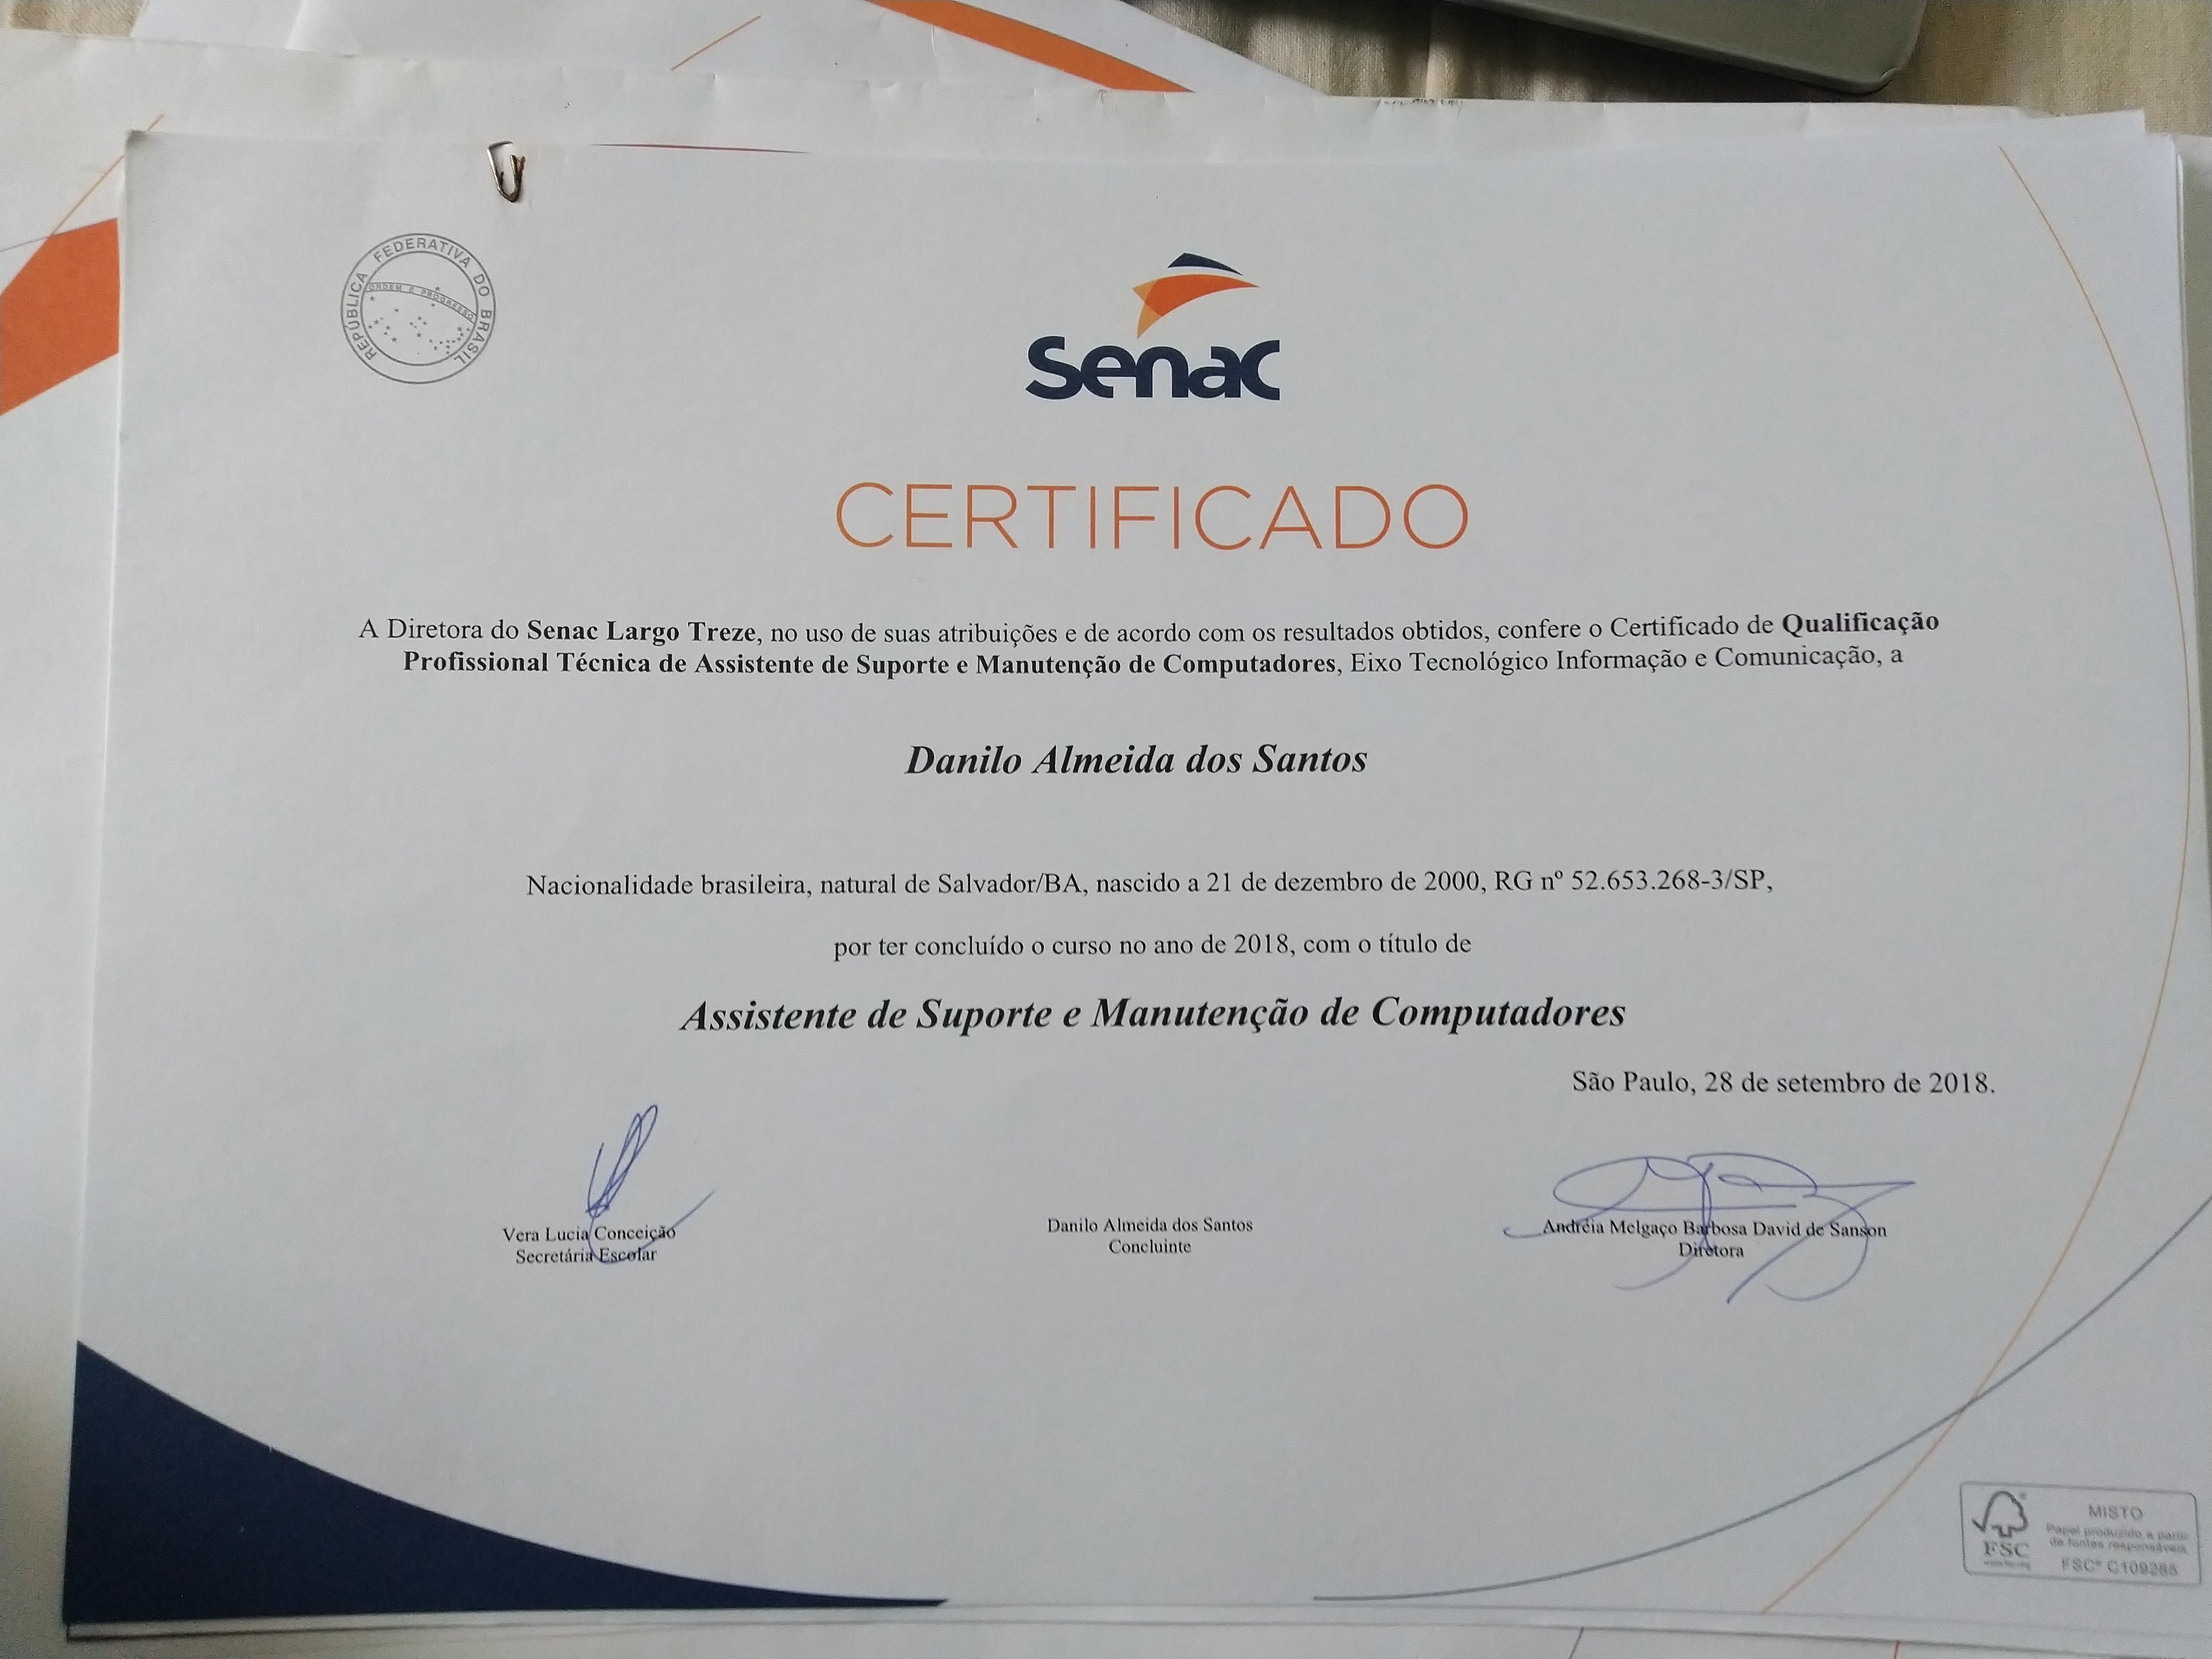 REPÚBLICA FEDERATIVA DO BRASIL
ORDEM E PROGRESSO
Senac
CERTIFICADO
A Diretora do Senac Largo Treze, no uso de suas atribuições e de acordo com os resultados obtidos, confere o Certificado de Qualificação
Profissional Técnica de Assistente de Suporte e Manutenção de Computadores, Eixo Tecnológico Informação e Comunicação, a
Danilo Almeida dos Santos
Nacionalidade brasileira, natural de Salvador/BA, nascido a 21 de dezembro de 2000, RG nº 52.653.268-3/SP,
por ter concluído o curso no ano de 2018, com o título de
Assistente de Suporte e Manutenção de Computadores
São Paulo, 28 de setembro de 2018.
Vera Lucia Conceição
Secretária Escolar
Danilo Almeida dos Santos
Concluinte
Andréia Melgaço Barbosa David de Sanson
Diretora
MISTO
Papel produzido a partir
de fontes responsáveis
FSC® C109285
FSC